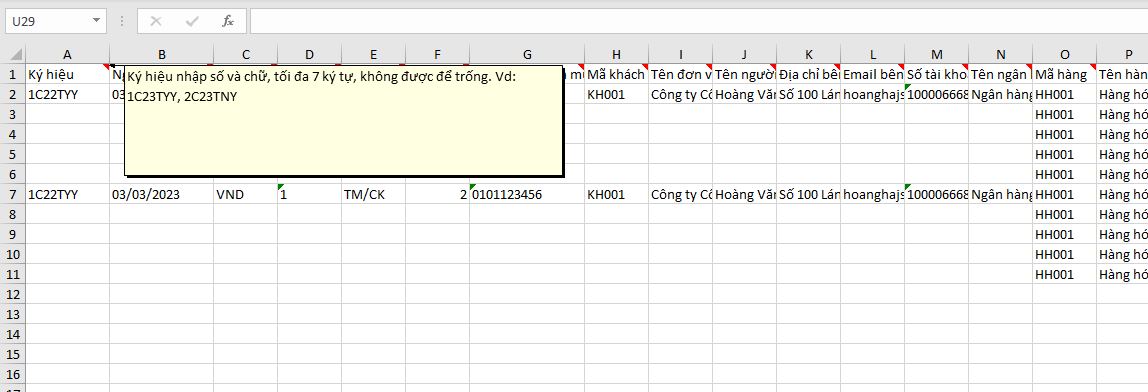 U29
fx
A B C D E F G H I J K L M N O P
1 Ký hiệu Mã khách Tên đơn v Tên ngườ Địa chỉ bê Email bên Số tài kho Tên ngân Mã hàng Tên hàn
Ký hiệu nhập số và chữ, tối đa 7 ký tự, không được để trống. Vd:
1C23TYY, 2C23TNY
2 1C22TYY 03 KH001 Công ty Cổ Hoàng Vă Số 100 Lán hoanghajs 100006668 Ngân hàng HH001 Hàng hó
3 HH001 Hàng hó
4 HH001 Hàng hó
5 HH001 Hàng hó
6 HH001 Hàng hó
7 1C22TYY 03/03/2023 VND 1 TM/CK 2 0101123456 KH001 Công ty Cổ Hoàng Vă Số 100 Lán hoanghajs 100006668 Ngân hàng HH001 Hàng hó
8 HH001 Hàng hó
9 HH001 Hàng hó
10 HH001 Hàng hó
11 HH001 Hàng hó
12
13
14
15
16